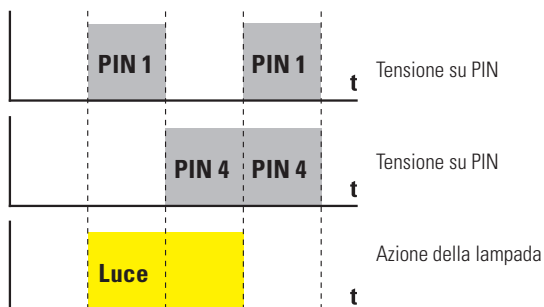 PIN 1 PIN 1
t Tensione su PIN
PIN 4 PIN 4
t Tensione su PIN
Luce
t Azione della lampada